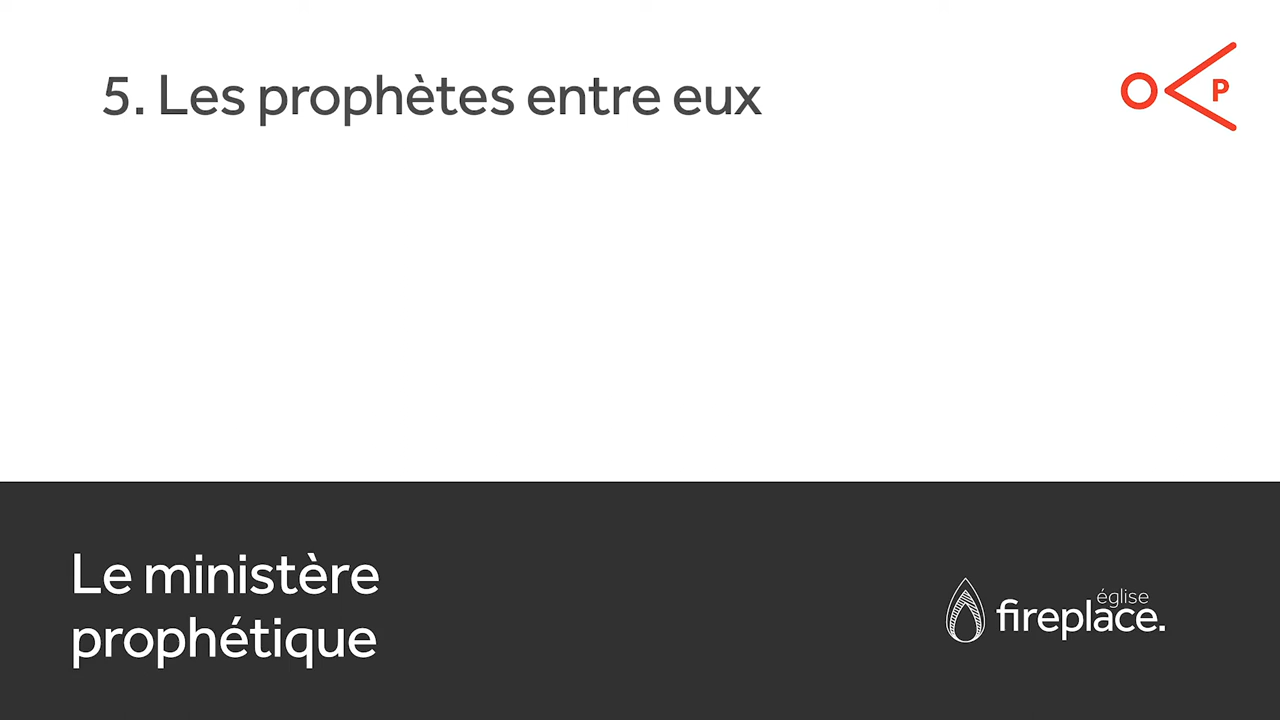 5. Les prophètes entre eux
O<P
Le ministère
prophétique
église
fireplace.